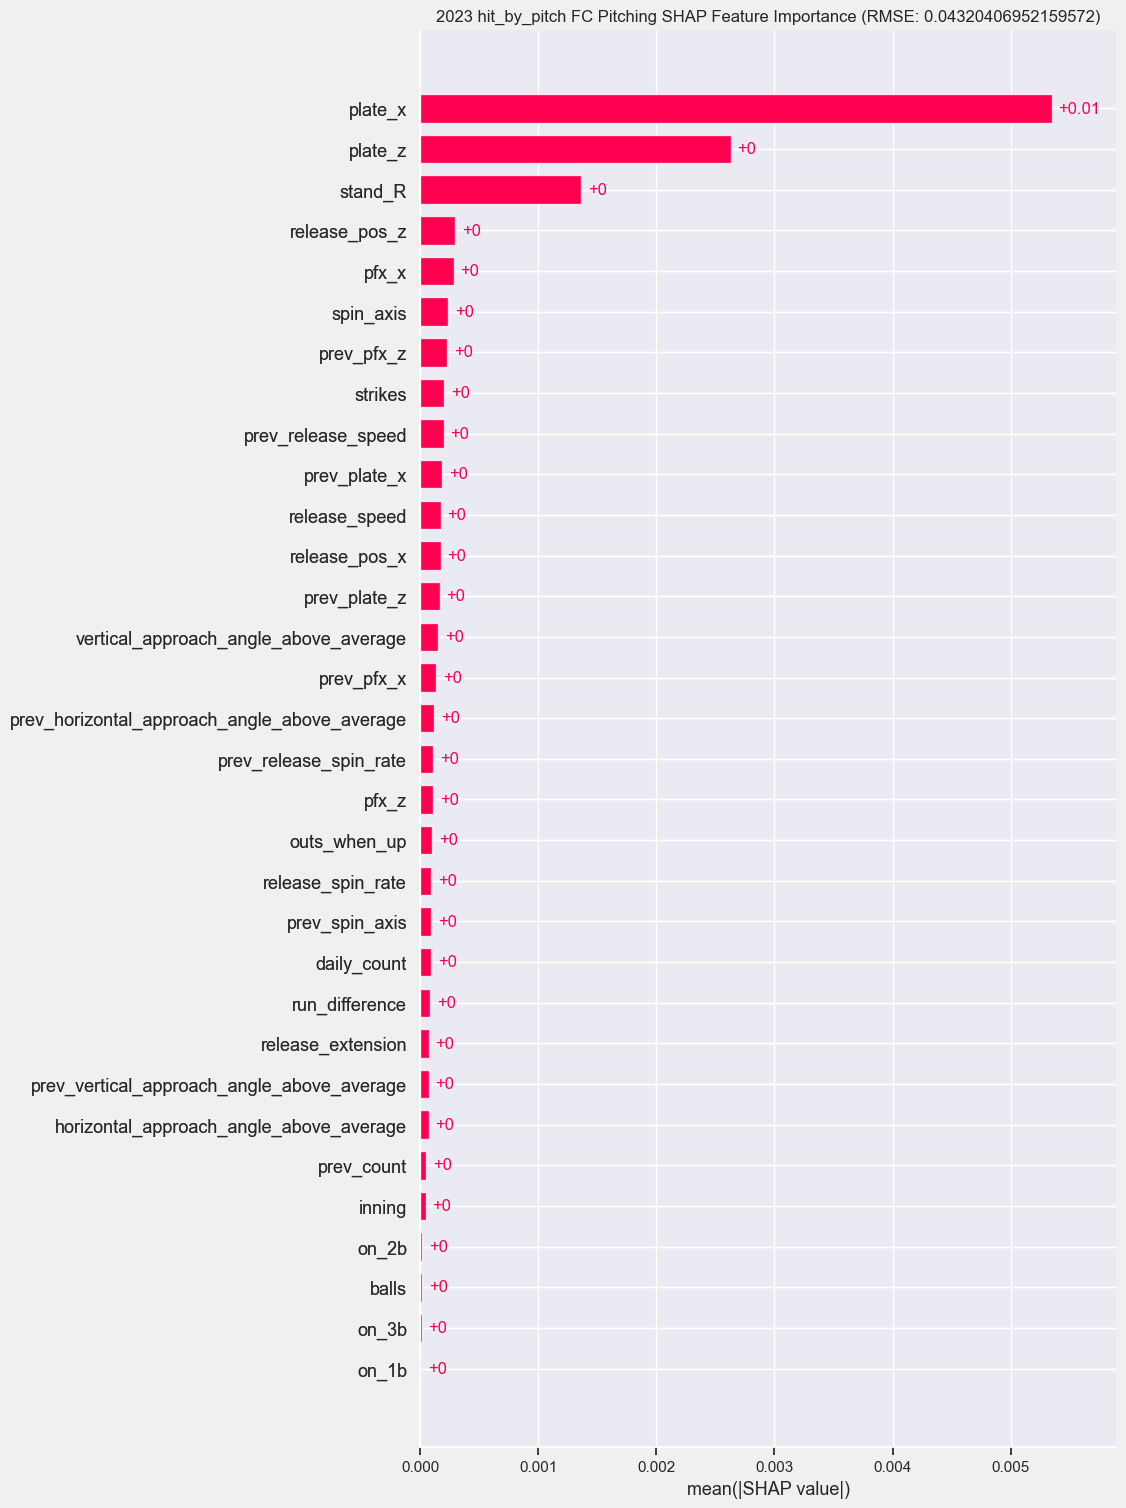 2023 hit_by_pitch FC Pitching SHAP Feature Importance (RMSE: 0.04320406952159572)
plate_x +0.01
plate_z +0
stand_R +0
release_pos_z +0
pfx_x +0
spin_axis +0
prev_pfx_z +0
strikes +0
prev_release_speed +0
prev_plate_x +0
release_speed +0
release_pos_x +0
prev_plate_z +0
vertical_approach_angle_above_average +0
prev_pfx_x +0
prev_horizontal_approach_angle_above_average +0
prev_release_spin_rate +0
pfx_z +0
outs_when_up +0
release_spin_rate +0
prev_spin_axis +0
daily_count +0
run_difference +0
release_extension +0
prev_vertical_approach_angle_above_average +0
horizontal_approach_angle_above_average +0
prev_count +0
inning +0
on_2b +0
balls +0
on_3b +0
on_1b +0
0.000 0.001 0.002 0.003 0.004 0.005
mean(|SHAP value|)